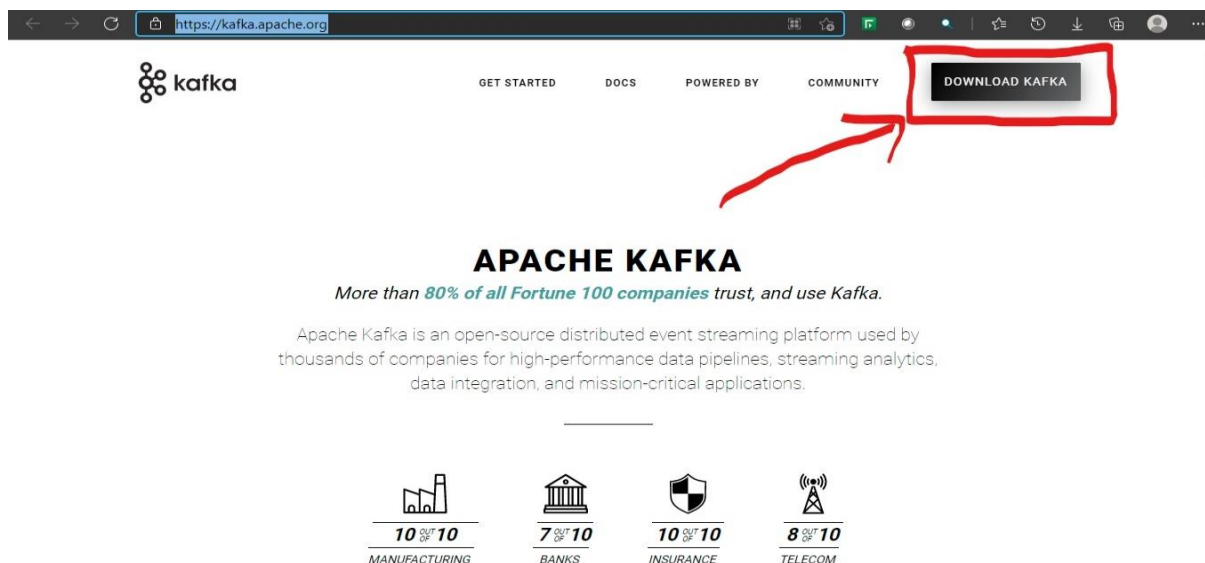 https://kafka.apache.org
kafka
GET STARTED DOCS POWERED BY COMMUNITY DOWNLOAD KAFKA
APACHE KAFKA
More than 80% of all Fortune 100 companies trust, and use Kafka.
Apache Kafka is an open-source distributed event streaming platform used by
thousands of companies for high-performance data pipelines, streaming analytics,
data integration, and mission-critical applications.
10 OUT OF 10 7 OUT OF 10 10 OUT OF 10 8 OUT OF 10
MANUFACTURING BANKS INSURANCE TELECOM